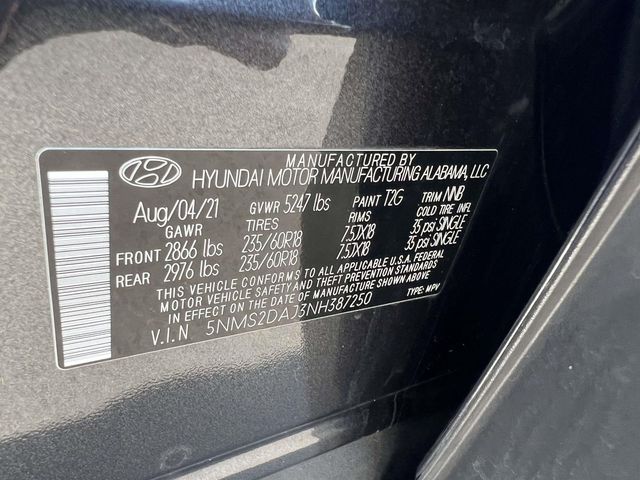 MANUFACTURED BY
HYUNDAI MOTOR MANUFACTURING ALABAMA, LLC
Aug/04/21 GVWR 5247 lbs PAINT T2G TRIM NNB
GAWR TIRES RIMS COLD TIRE INFL.
FRONT 2866 lbs 235/60R18 7.5JX18 35 psi SINGLE
REAR 2976 lbs 235/60R18 7.5JX18 35 psi SINGLE
THIS VEHICLE CONFORMS TO ALL APPLICABLE U.S.A. FEDERAL
MOTOR VEHICLE SAFETY AND THEFT PREVENTION STANDARDS
IN EFFECT ON THE DATE OF MANUFACTURE SHOWN ABOVE
V.I.N 5NMS2DAJ3NH387250 TYPE: MPV